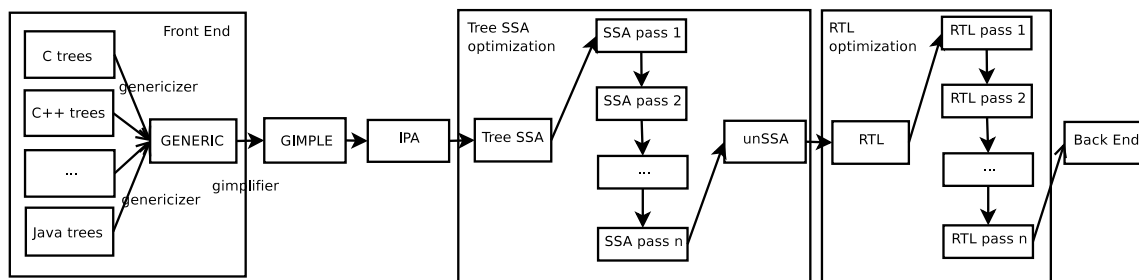 Front End
C trees
genericizer
C++ trees
...
genericizer
Java trees
GENERIC
gimplifier
GIMPLE
IPA
Tree SSA
optimization
Tree SSA
SSA pass 1
SSA pass 2
...
SSA pass n
unSSA
RTL
optimization
RTL
RTL pass 1
RTL pass 2
...
RTL pass n
Back End